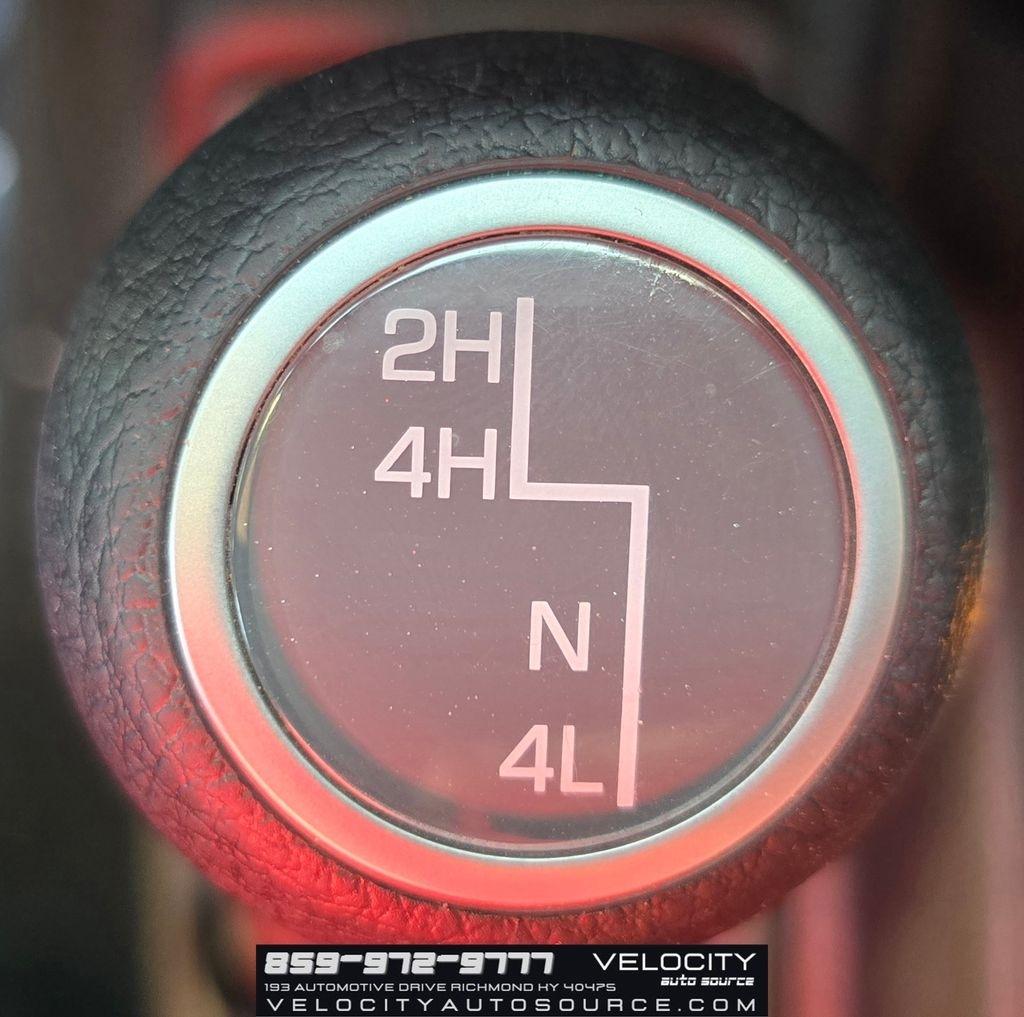 2H
4H
N
4L
859-972-9777
VELOCITY
auto source
193 AUTOMOTIVE DRIVE RICHMOND KY 40475
VELOCITYAUTOSOURCE.COM